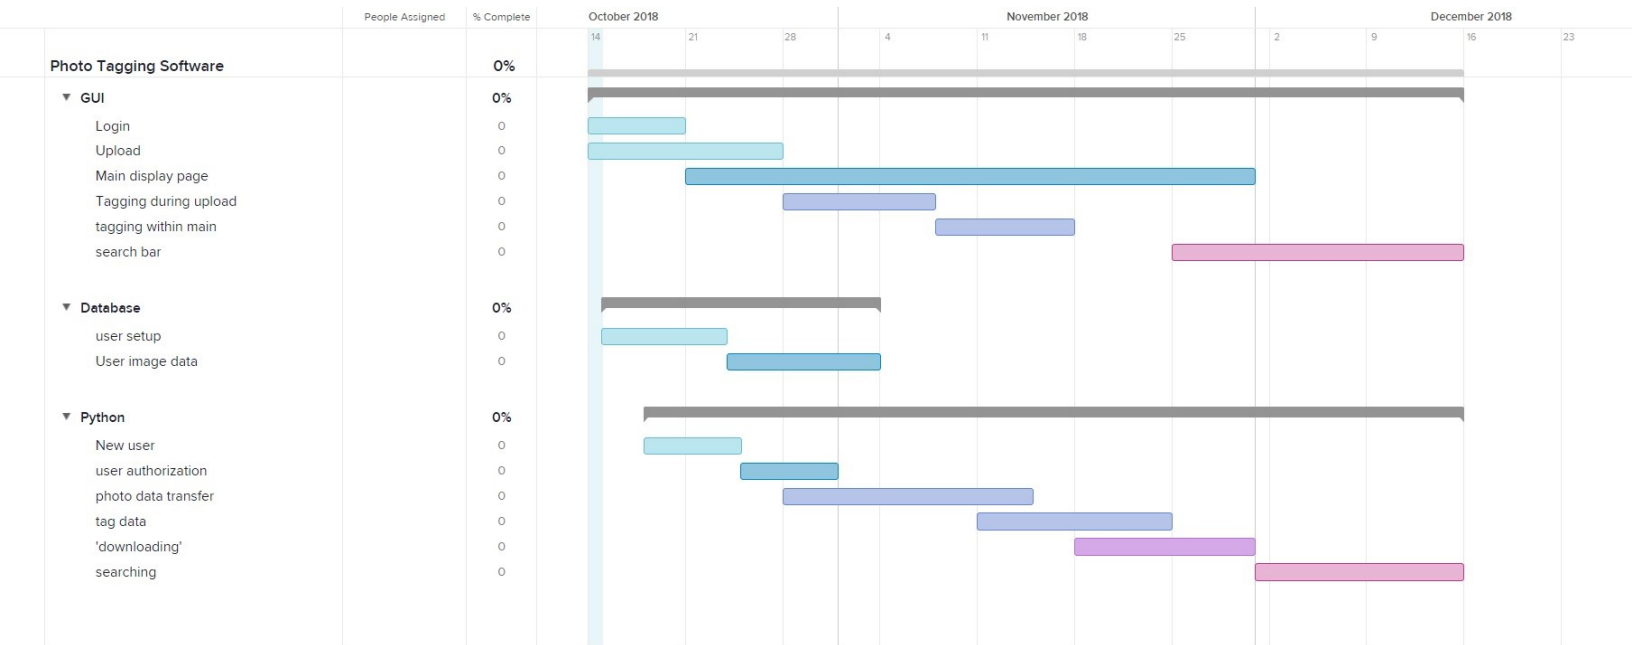 People Assigned % Complete October 2018 November 2018 December 2018
14 21 28 4 11 18 25 2 9 16 23
Photo Tagging Software 0%
GUI 0%
Login 0
Upload 0
Main display page 0
Tagging during upload 0
tagging within main 0
search bar 0
Database 0%
user setup 0
User image data 0
Python 0%
New user 0
user authorization 0
photo data transfer 0
tag data 0
'downloading' 0
searching 0